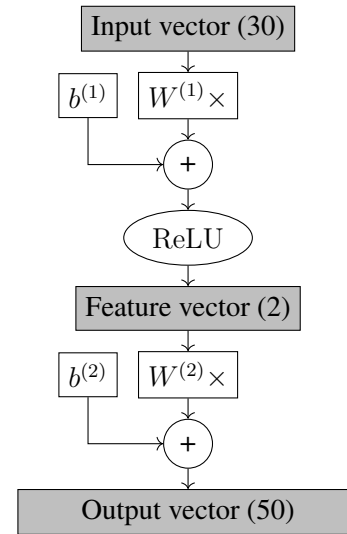 Input vector (30)
b^{(1)} W^{(1)}×
+
ReLU
Feature vector (2)
b^{(2)} W^{(2)}×
+
Output vector (50)